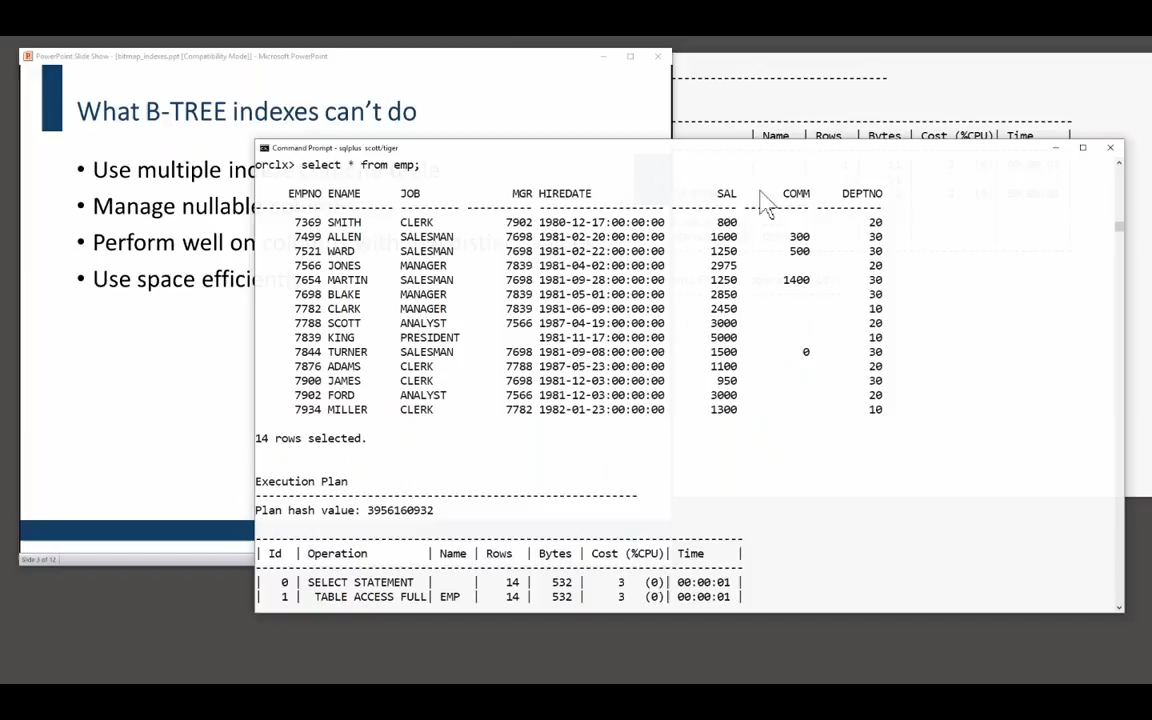 PowerPoint Slide Show - [bitmap_indexes.ppt [Compatibility Mode]] - Microsoft PowerPoint
What B-TREE indexes can't do
• Use multiple
• Manage nullable
• Perform well on
• Use space
Slide 3 of 12
| Name | Rows | Bytes | Cost (%CPU)| Time |
Command Prompt - sqlplus scott/tiger
orclx> select * from emp;
EMPNO ENAME JOB MGR HIREDATE SAL COMM DEPTNO
7369 SMITH CLERK 7902 1980-12-17:00:00:00 800 20
7499 ALLEN SALESMAN 7698 1981-02-20:00:00:00 1600 300 30
7521 WARD SALESMAN 7698 1981-02-22:00:00:00 1250 500 30
7566 JONES MANAGER 7839 1981-04-02:00:00:00 2975 20
7654 MARTIN SALESMAN 7698 1981-09-28:00:00:00 1250 1400 30
7698 BLAKE MANAGER 7839 1981-05-01:00:00:00 2850 30
7782 CLARK MANAGER 7839 1981-06-09:00:00:00 2450 10
7788 SCOTT ANALYST 7566 1987-04-19:00:00:00 3000 20
7839 KING PRESIDENT 1981-11-17:00:00:00 5000 10
7844 TURNER SALESMAN 7698 1981-09-08:00:00:00 1500 0 30
7876 ADAMS CLERK 7788 1987-05-23:00:00:00 1100 20
7900 JAMES CLERK 7698 1981-12-03:00:00:00 950 30
7902 FORD ANALYST 7566 1981-12-03:00:00:00 3000 20
7934 MILLER CLERK 7782 1982-01-23:00:00:00 1300 10
14 rows selected.
Execution Plan
Plan hash value: 3956160932
| Id | Operation | Name | Rows | Bytes | Cost (%CPU)| Time |
| 0 | SELECT STATEMENT | | 14 | 532 | 3 (0)| 00:00:01 |
| 1 | TABLE ACCESS FULL| EMP | 14 | 532 | 3 (0)| 00:00:01 |